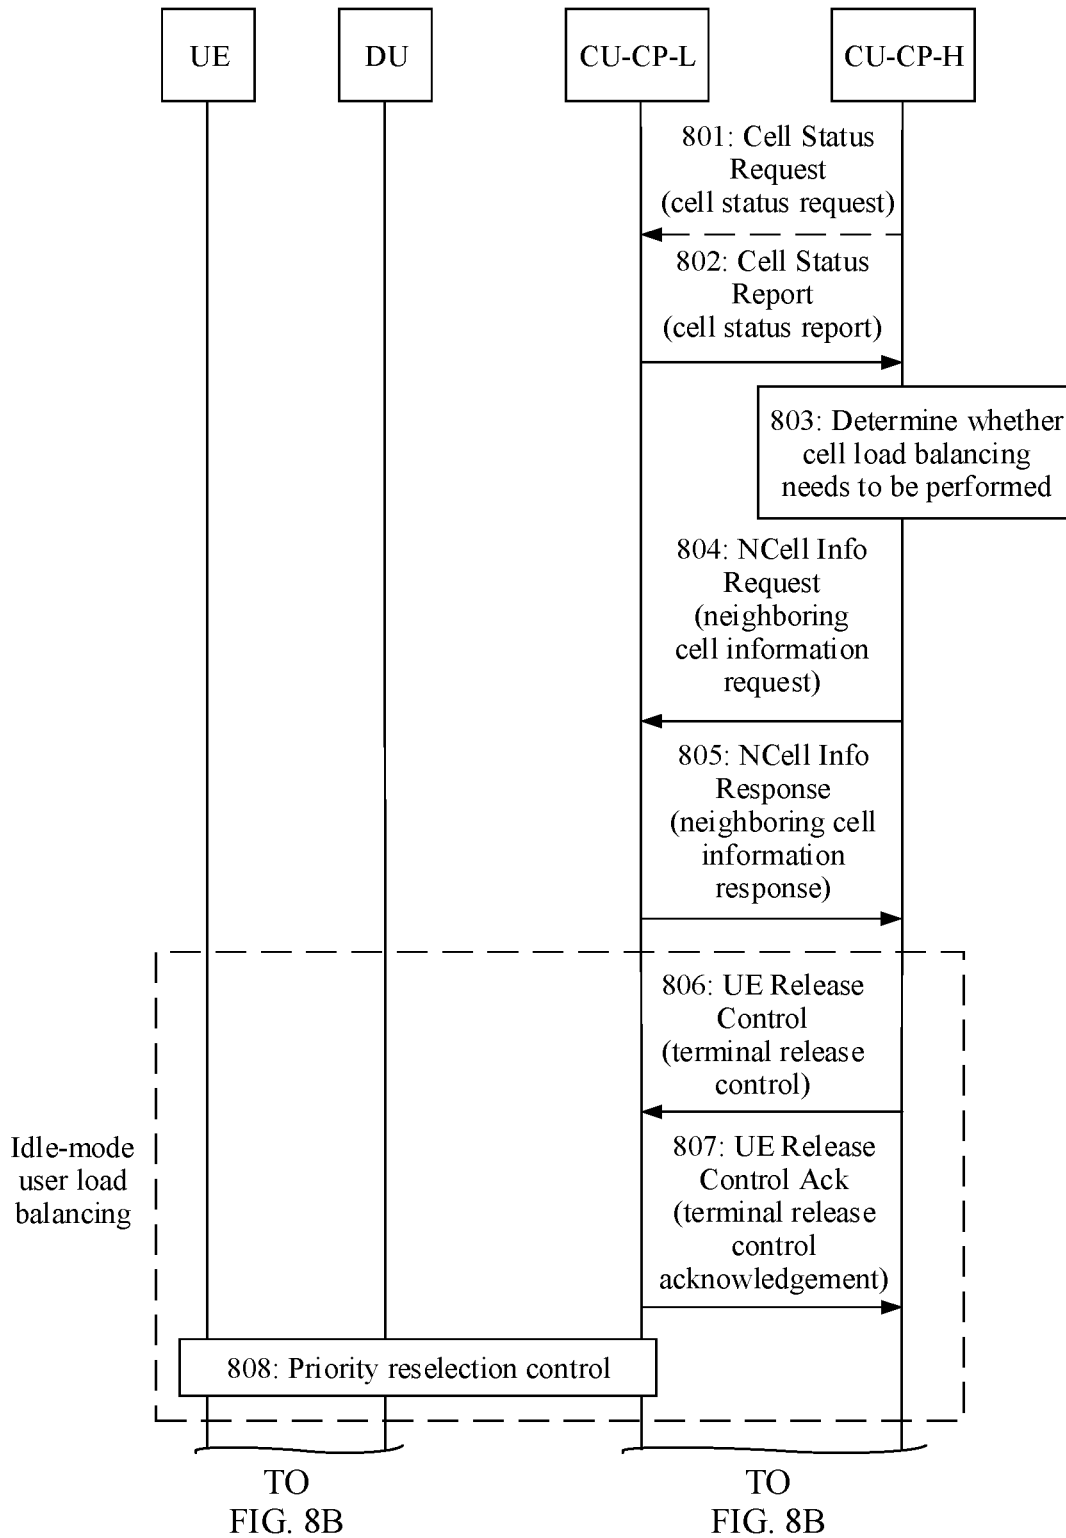 UE
DU
CU-CP-L
CU-CP-H
801: Cell Status
Request
(cell status request)
802: Cell Status
Report
(cell status report)
803: Determine whether
cell load balancing
needs to be performed
804: NCell Info
Request
(neighboring
cell information
request)
805: NCell Info
Response
(neighboring cell
information
response)
806: UE Release
Control
(terminal release
control)
Idle-mode
user load
balancing
807: UE Release
Control Ack
(terminal release
control
acknowledgement)
808: Priority reselection control
TO
FIG. 8B
TO
FIG. 8B